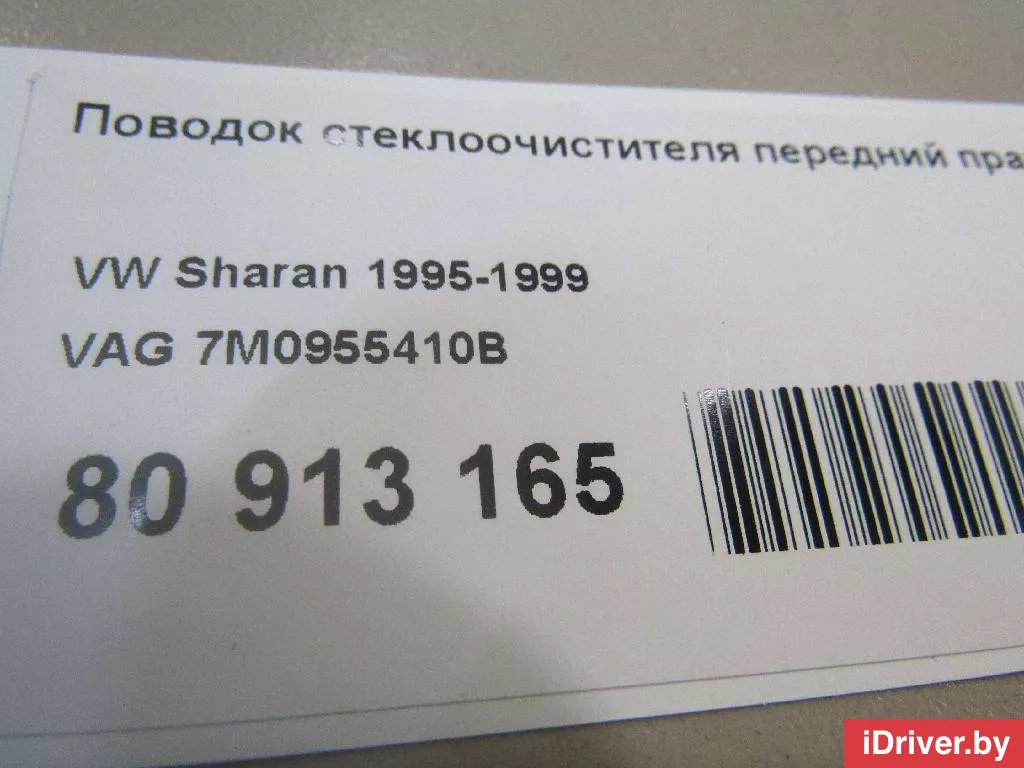 Поводок стеклоочистителя передний пра
VW Sharan 1995-1999
VAG 7M0955410B
80 913 165
iDriver.by